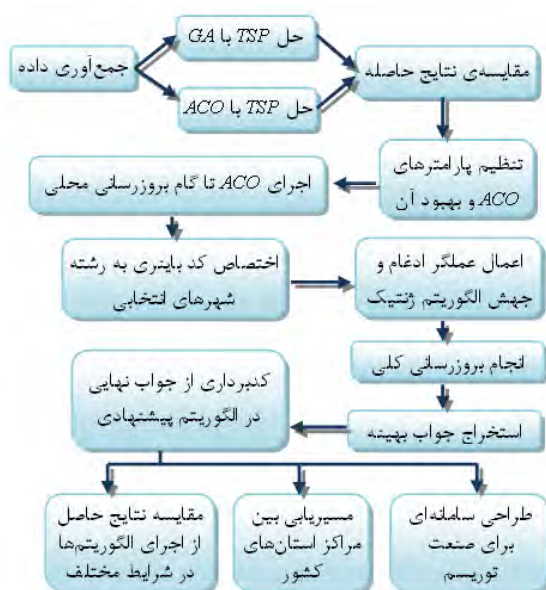 جمع‌آوری داده
حل TSP با GA
حل TSP با ACO
مقایسه‌ی نتایج حاصله
تنظیم پارامترهای
ACO و بهبود آن
اجرای ACO تا گام بروزرسانی محلی
اختصاص کد باینری به رشته
شهرهای انتخابی
اعمال عملگر ادغام و
جهش الگوریتم ژنتیک
انجام بروزرسانی کلی
استخراج جواب بهینه
کدبرداری از جواب نهایی
در الگوریتم پیشنهادی
طراحی سامانه‌ای
برای صنعت
توریسم
مسیریابی بین
مراکز استان‌های
کشور
مقایسه نتایج حاصل
از اجرای الگوریتم‌ها
در شرایط مختلف